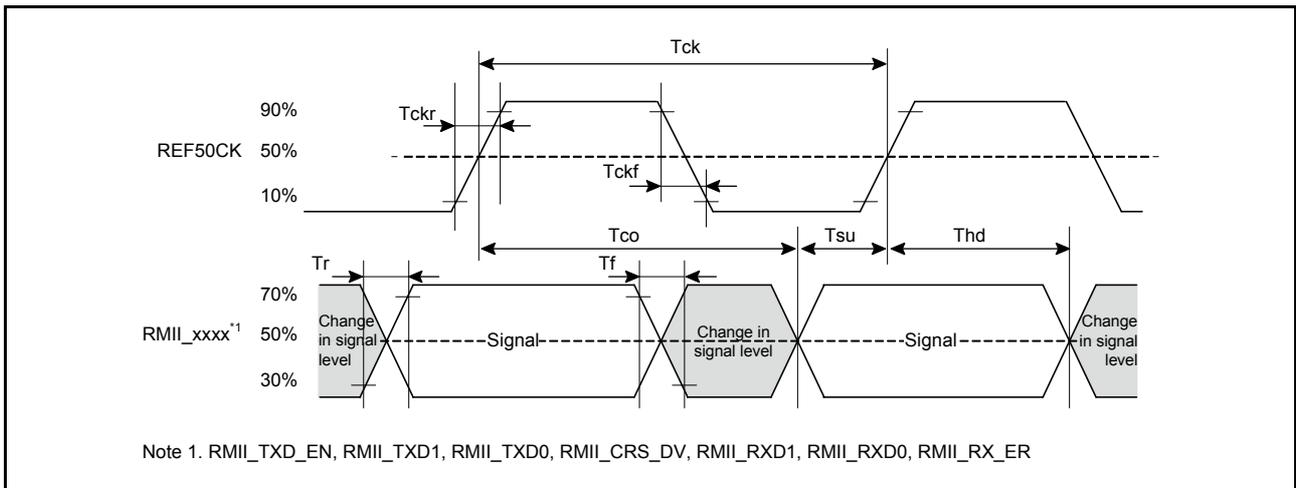 Tck
90%
Tckr
REF50CK 50%
Tckf
10%
Tco Tsu Thd
Tr Tf
70%
RMII_xxxx*1 50%
30%
Change
in signal
level
Signal
Change in
signal level
Signal
Change
in signal
level
Note 1. RMII_TXD_EN, RMII_TXD1, RMII_TXD0, RMII_CRS_DV, RMII_RXD1, RMII_RXD0, RMII_RX_ER